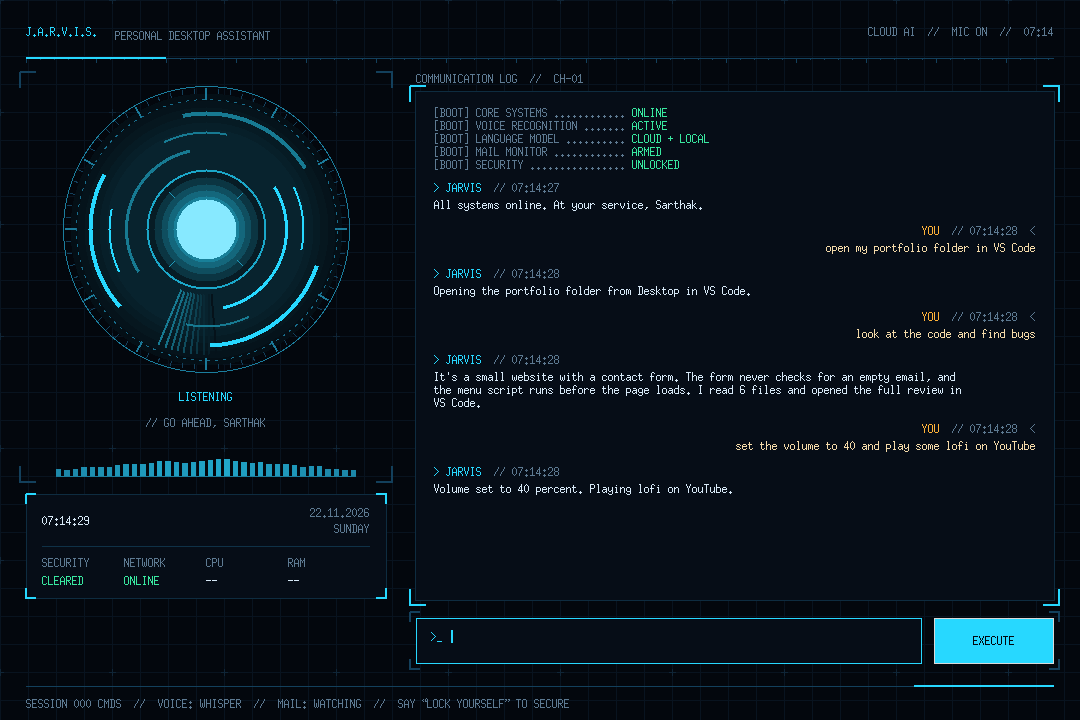 J.A.R.V.I.S. PERSONAL DESKTOP ASSISTANT
CLOUD AI // MIC ON // 07:14
LISTENING
// GO AHEAD, SARTHAK
07:14:29
22.11.2026
SUNDAY
SECURITY NETWORK CPU RAM
CLEARED ONLINE -- --
COMMUNICATION LOG // CH-01
[BOOT] CORE SYSTEMS ............ ONLINE
[BOOT] VOICE RECOGNITION ....... ACTIVE
[BOOT] LANGUAGE MODEL .......... CLOUD + LOCAL
[BOOT] MAIL MONITOR ............ ARMED
[BOOT] SECURITY ................ UNLOCKED
> JARVIS // 07:14:27
All systems online. At your service, Sarthak.
YOU // 07:14:28 <
open my portfolio folder in VS Code
> JARVIS // 07:14:28
Opening the portfolio folder from Desktop in VS Code.
YOU // 07:14:28 <
look at the code and find bugs
> JARVIS // 07:14:28
It's a small website with a contact form. The form never checks for an empty email, and
the menu script runs before the page loads. I read 6 files and opened the full review in
VS Code.
YOU // 07:14:28 <
set the volume to 40 and play some lofi on YouTube
> JARVIS // 07:14:28
Volume set to 40 percent. Playing lofi on YouTube.
>_
EXECUTE
SESSION 000 CMDS // VOICE: WHISPER // MAIL: WATCHING // SAY “LOCK YOURSELF” TO SECURE